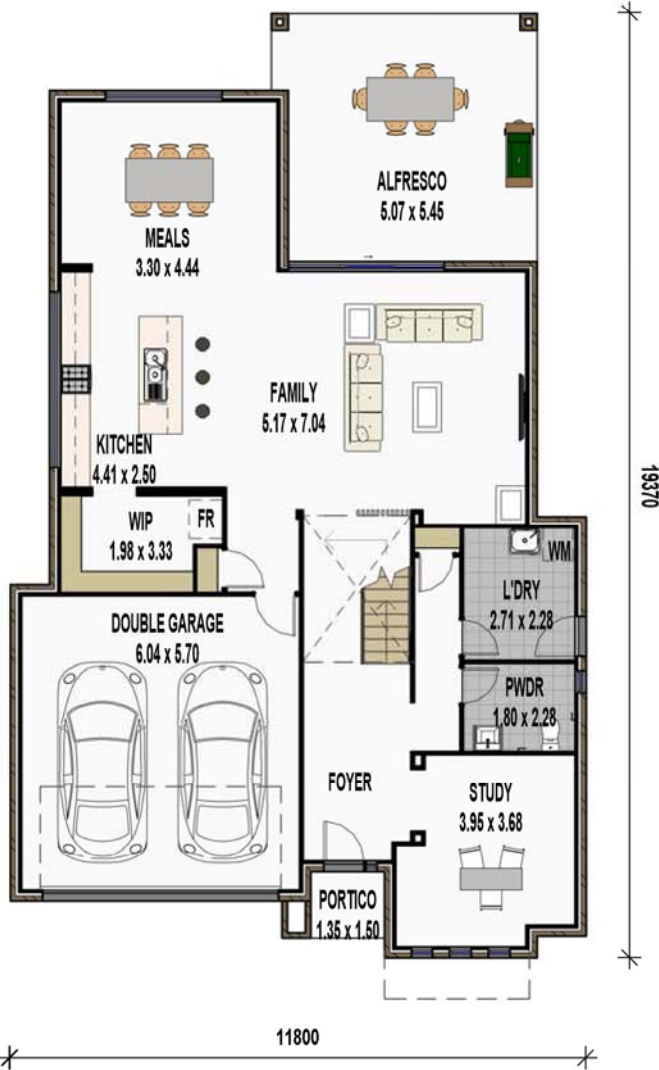 ALFRESCO
5.07 x 5.45
MEALS
3.30 x 4.44
FAMILY
5.17 x 7.04
KITCHEN
4.41 x 2.50
19370
WIP
1.98 x 3.33
FR
WM
L'DRY
2.71 x 2.28
DOUBLE GARAGE
6.04 x 5.70
PWDR
1.80 x 2.28
FOYER
STUDY
3.95 x 3.68
PORTICO
1.35 x 1.50
11800